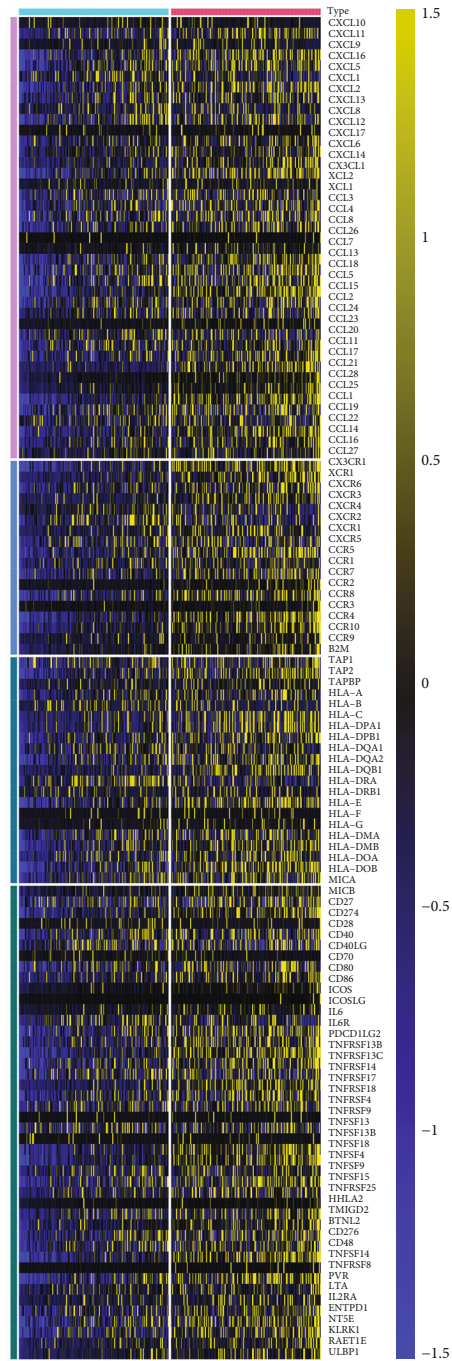 Type
CXCL10
CXCL11
CXCL9
CXCL16
CXCL5
CXCL1
CXCL2
CXCL13
CXCL8
CXCL12
CXCL17
CXCL6
CXCL14
CX3CL1
XCL2
XCL1
CCL3
CCL4
CCL8
CCL26
CCL7
CCL13
CCL18
CCL5
CCL15
CCL2
CCL24
CCL23
CCL20
CCL11
CCL17
CCL21
CCL28
CCL25
CCL1
CCL19
CCL22
CCL14
CCL16
CCL27
CX3CR1
XCR1
CXCR6
CXCR3
CXCR4
CXCR2
CXCR1
CXCR5
CCR5
CCR1
CCR7
CCR2
CCR8
CCR3
CCR4
CCR10
CCR9
B2M
TAP1
TAP2
TAPBP
HLA−A
HLA−B
HLA−C
HLA−DPA1
HLA−DPB1
HLA−DQA1
HLA−DQA2
HLA−DQB1
HLA−DRA
HLA−DRB1
HLA−E
HLA−F
HLA−G
HLA−DMA
HLA−DMB
HLA−DOA
HLA−DOB
MICA
MICB
CD27
CD274
CD28
CD40
CD40LG
CD70
CD80
CD86
ICOS
ICOSLG
IL6
IL6R
PDCD1LG2
TNFRSF13B
TNFRSF13C
TNFRSF14
TNFRSF17
TNFRSF18
TNFRSF4
TNFRSF9
TNFSF13
TNFSF13B
TNFSF18
TNFSF4
TNFSF9
TNFSF15
TNFRSF25
HHLA2
TMIGD2
BTNL2
CD276
CD48
TNFSF14
TNFRSF8
PVR
LTA
IL2RA
ENTPD1
NT5E
KLRK1
RAET1E
ULBP1
1.5
1
0.5
0
−0.5
−1
−1.5